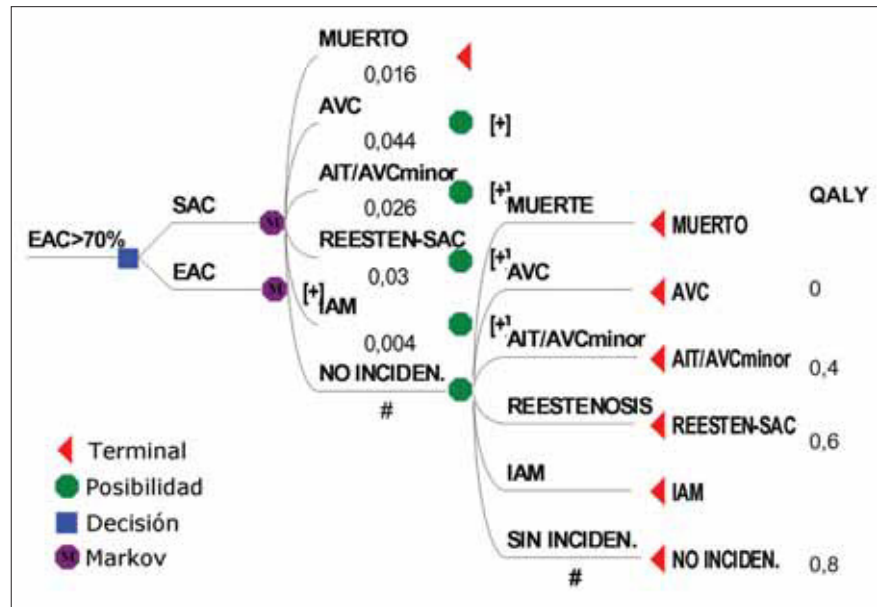 MUERTO
0,016
AVC
0,044
[+]
AIT/AVCminor
0,026
[+]
QALY
SAC
M
MUERTE
MUERTO
EAC>70%
REESTEN-SAC
0,03
[+]
EAC
M
[+]
AVC
AVC
0
IAM
0,004
[+]
AIT/AVCminor
AIT/AVCminor
0,4
NO INCIDEN.
#
REESTENOSIS
REESTEN-SAC
0,6
Terminal
Posibilidad
IAM
IAM
Decisión
SIN INCIDEN.
#
NO INCIDEN.
0,8
M
Markov